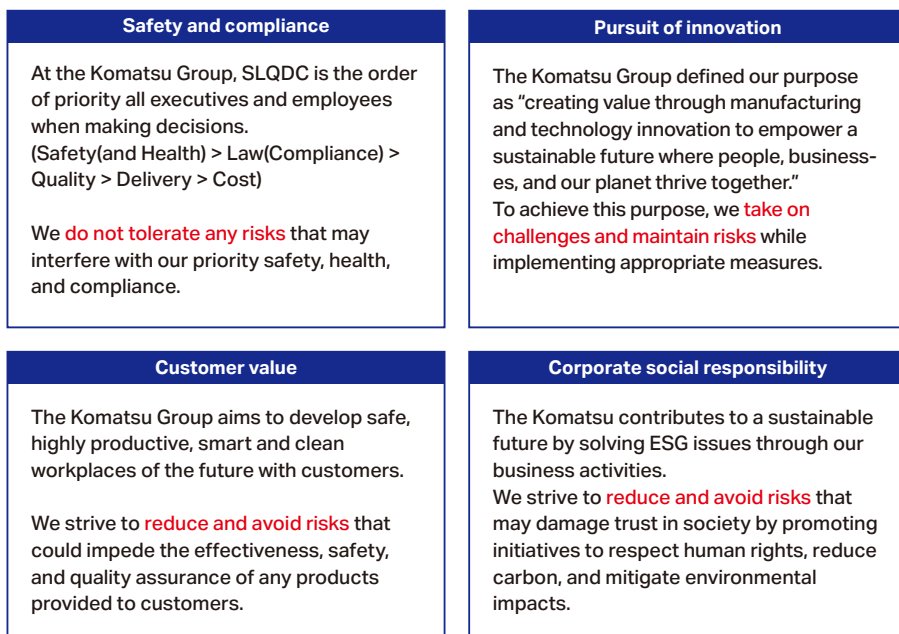 Safety and compliance
At the Komatsu Group, SLQDC is the order
of priority all executives and employees
when making decisions.
(Safety(and Health) > Law(Compliance) >
Quality > Delivery > Cost)
We do not tolerate any risks that may
interfere with our priority safety, health,
and compliance.
Pursuit of innovation
The Komatsu Group defined our purpose
as “creating value through manufacturing
and technology innovation to empower a
sustainable future where people, business-
es, and our planet thrive together.”
To achieve this purpose, we take on
challenges and maintain risks while
implementing appropriate measures.
Customer value
The Komatsu Group aims to develop safe,
highly productive, smart and clean
workplaces of the future with customers.
We strive to reduce and avoid risks that
could impede the effectiveness, safety,
and quality assurance of any products
provided to customers.
Corporate social responsibility
The Komatsu contributes to a sustainable
future by solving ESG issues through our
business activities.
We strive to reduce and avoid risks that
may damage trust in society by promoting
initiatives to respect human rights, reduce
carbon, and mitigate environmental
impacts.